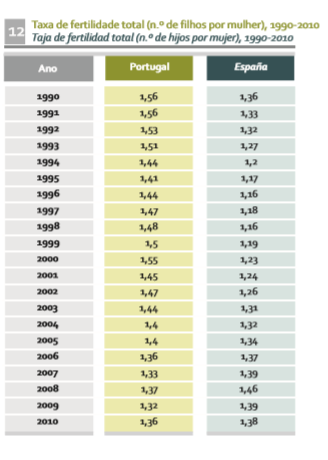 12
Taxa de fertilidade total (n.º de filhos por mulher), 1990-2010
Taja de fertilidad total (n.º de hijos por mujer), 1990-2010
Ano Portugal España
1990 1,56 1,36
1991 1,56 1,33
1992 1,53 1,32
1993 1,51 1,27
1994 1,44 1,2
1995 1,41 1,17
1996 1,44 1,16
1997 1,47 1,18
1998 1,48 1,16
1999 1,5 1,19
2000 1,55 1,23
2001 1,45 1,24
2002 1,47 1,26
2003 1,44 1,31
2004 1,4 1,32
2005 1,4 1,34
2006 1,36 1,37
2007 1,33 1,39
2008 1,37 1,46
2009 1,32 1,39
2010 1,36 1,38